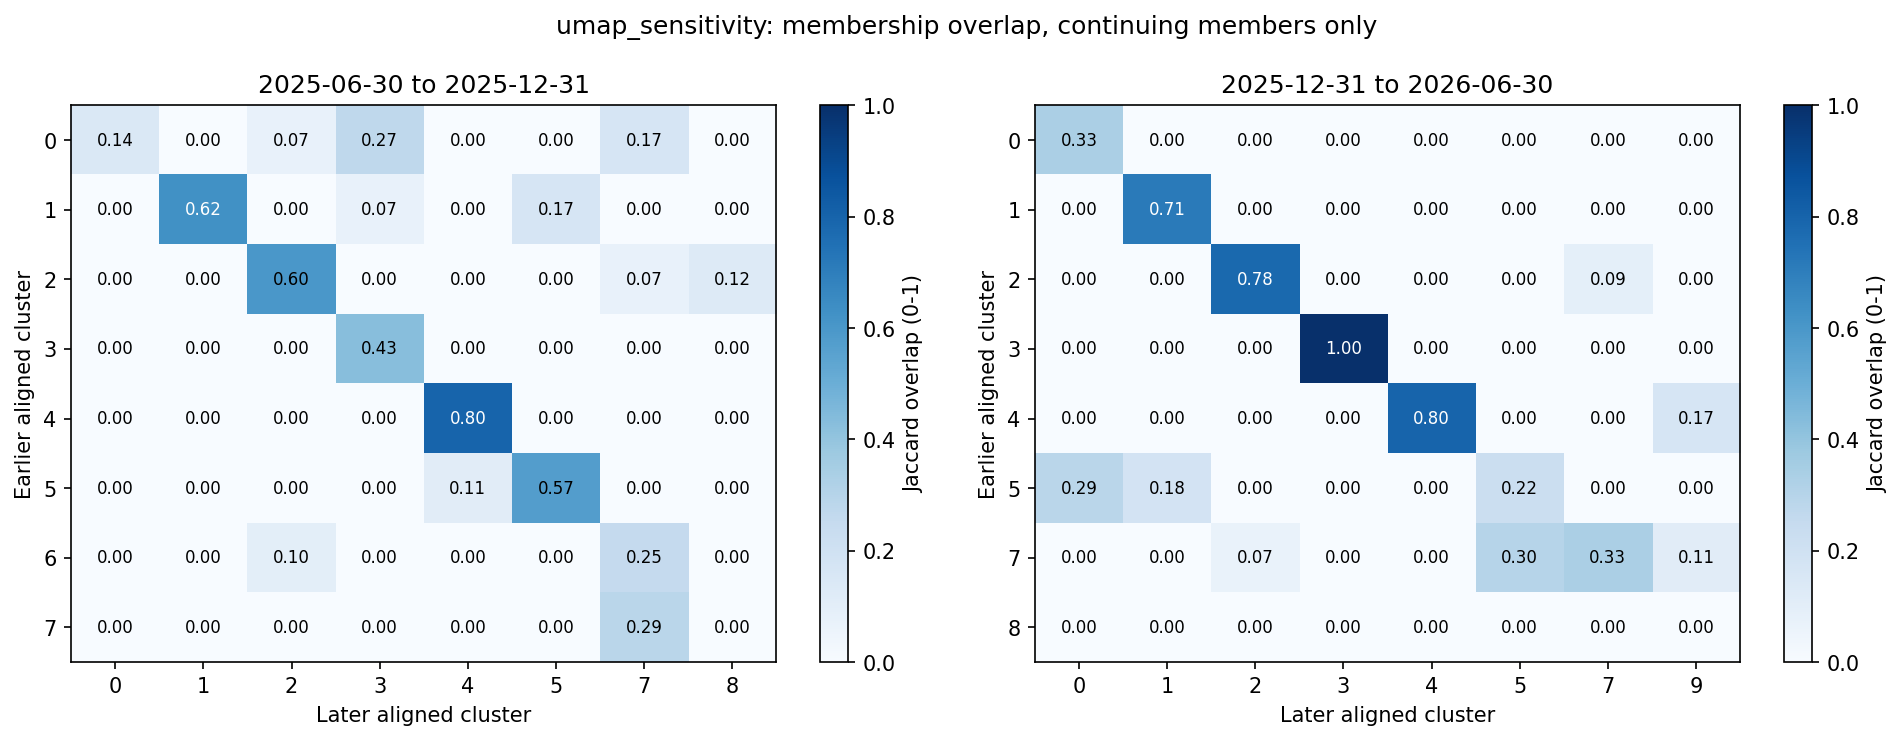 umap_sensitivity: membership overlap, continuing members only
2025-06-30 to 2025-12-31
0 0.14 0.00 0.07 0.27 0.00 0.00 0.17 0.00
1 0.00 0.62 0.00 0.07 0.00 0.17 0.00 0.00
2 0.00 0.00 0.60 0.00 0.00 0.00 0.07 0.12
3 0.00 0.00 0.00 0.43 0.00 0.00 0.00 0.00
4 0.00 0.00 0.00 0.00 0.80 0.00 0.00 0.00
5 0.00 0.00 0.00 0.00 0.11 0.57 0.00 0.00
6 0.00 0.00 0.10 0.00 0.00 0.00 0.25 0.00
7 0.00 0.00 0.00 0.00 0.00 0.00 0.29 0.00
0 1 2 3 4 5 7 8
Later aligned cluster
Earlier aligned cluster
1.0
0.8
0.6
0.4
0.2
0.0
Jaccard overlap (0-1)
2025-12-31 to 2026-06-30
0 0.33 0.00 0.00 0.00 0.00 0.00 0.00 0.00
1 0.00 0.71 0.00 0.00 0.00 0.00 0.00 0.00
2 0.00 0.00 0.78 0.00 0.00 0.00 0.09 0.00
3 0.00 0.00 0.00 1.00 0.00 0.00 0.00 0.00
4 0.00 0.00 0.00 0.00 0.80 0.00 0.00 0.17
5 0.29 0.18 0.00 0.00 0.00 0.22 0.00 0.00
7 0.00 0.00 0.07 0.00 0.00 0.30 0.33 0.11
8 0.00 0.00 0.00 0.00 0.00 0.00 0.00 0.00
0 1 2 3 4 5 7 9
Later aligned cluster
Earlier aligned cluster
1.0
0.8
0.6
0.4
0.2
0.0
Jaccard overlap (0-1)